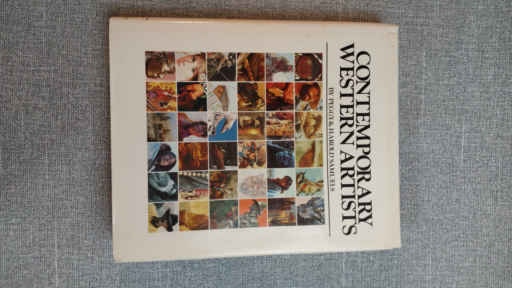 CONTEMPORARY
WESTERN ARTISTS
BY PEGGY & HAROLD SAMUELS